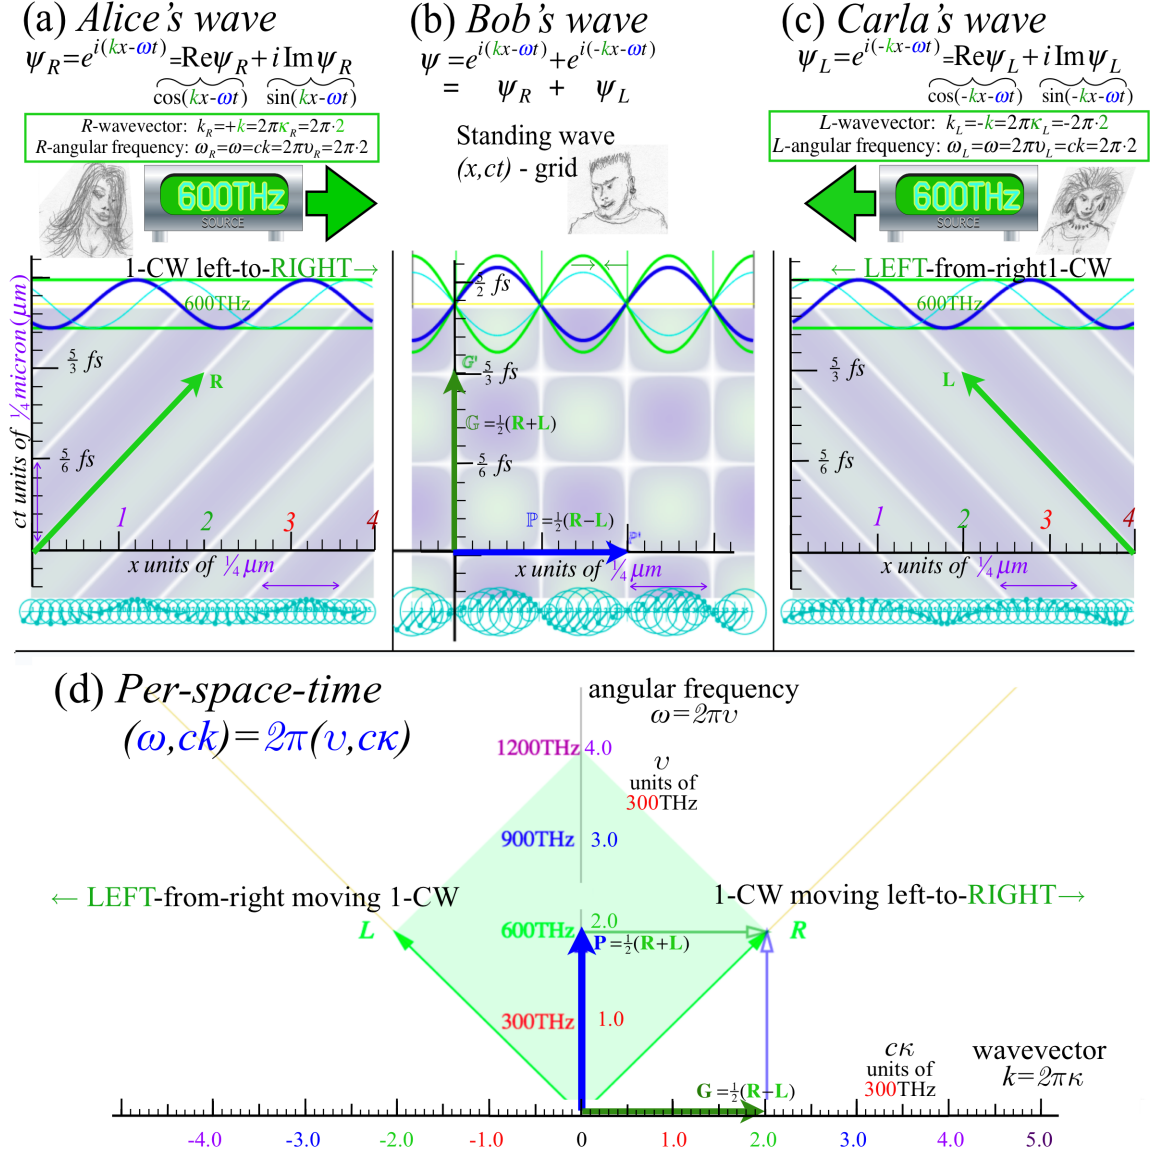 (a) Alice's wave
ψR=e^i(kx-ωt)=ReψR+i ImψR
cos(kx-ωt) sin(kx-ωt)
R-wavevector: kR=+k=2πκR=2π·2
R-angular frequency: ωR=ω=ck=2πυR=2π·2
600THz
SOURCE
1-CW left-to-RIGHT→
600THz
5/3 fs
R
5/6 fs
ct units of ¼ micron(μm)
1 2 3 4
x units of ¼ μm
(b) Bob's wave
ψ=e^i(kx-ωt)+e^i(-kx-ωt)
= ψR + ψL
Standing wave
(x,ct) - grid
→ ←
5/2 fs
G'
5/3 fs
G=½(R+L)
5/6 fs
P=½(R−L)
P'
x units of ¼ μm
(c) Carla's wave
ψL=e^i(-kx-ωt)=ReψL+i ImψL
cos(-kx-ωt) sin(-kx-ωt)
L-wavevector: kL=-k=2πκL=-2π·2
L-angular frequency: ωL=ω=2πυL=ck=2π·2
600THz
SOURCE
← LEFT-from-right1-CW
600THz
5/3 fs
L
5/6 fs
1 2 3 4
x units of ¼ μm
(d) Per-space-time
(ω,ck)=2π(υ,cκ)
angular frequency
ω=2πυ
1200THz 4.0
υ
units of
300THz
900THz 3.0
← LEFT-from-right moving 1-CW
1-CW moving left-to-RIGHT→
L
600THz 2.0
R
P=½(R+L)
300THz 1.0
cκ
units of
300THz
wavevector
k=2πκ
G=½(R−L)
-4.0 -3.0 -2.0 -1.0 0 1.0 2.0 3.0 4.0 5.0